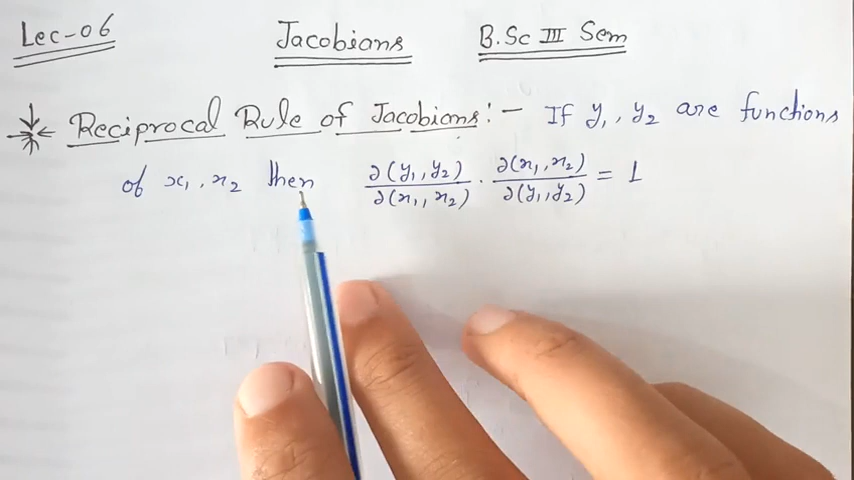 Lec-06 Jacobians B.Sc III Sem
Reciprocal Rule of Jacobians:- If y₁, y₂ are functions
of x₁, x₂ then ∂(y₁, y₂)/∂(x₁, x₂) · ∂(x₁, x₂)/∂(y₁, y₂) = 1